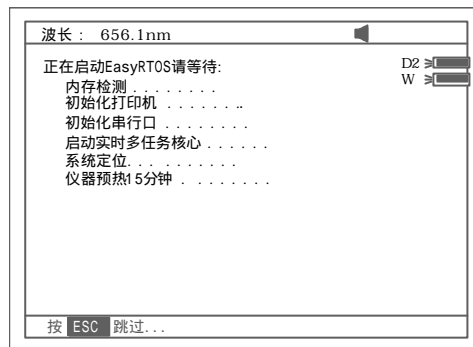 波长： 656.1nm
正在启动EasyRTOS请等待:
D2
W
内存检测 . . . . . . . .
初始化打印机 . . . . . . ..
初始化串行口 . . . . . . . .
启动实时多任务核心 . . . . . .
系统定位. . . . . . . . . .
仪器预热15分钟 . . . . . . . .
按 ESC 跳过...